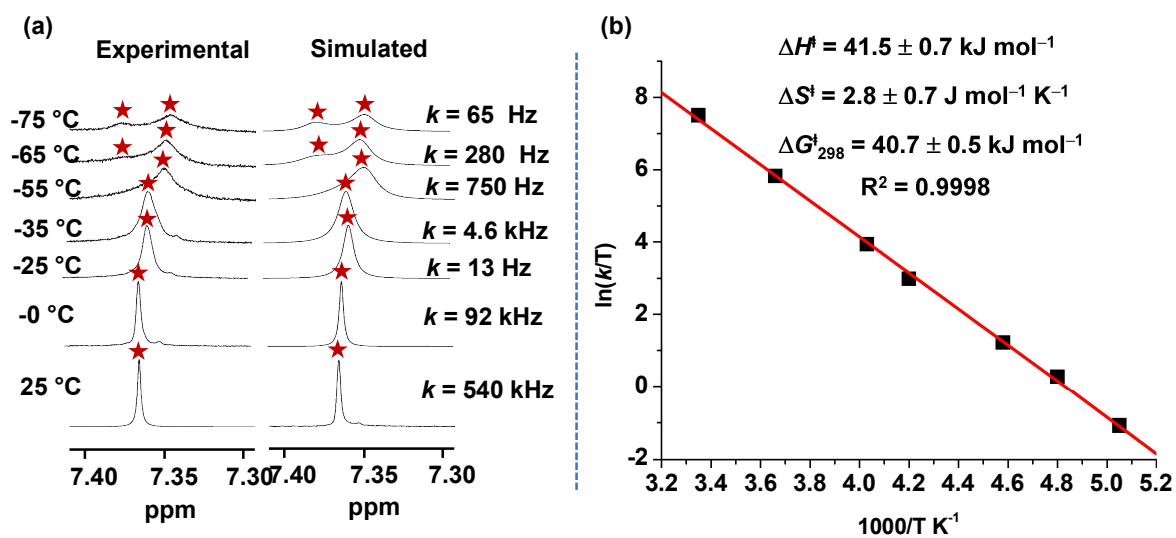 (a)
Experimental Simulated
-75 °C k = 65 Hz
-65 °C k = 280 Hz
-55 °C k = 750 Hz
-35 °C k = 4.6 kHz
-25 °C k = 13 Hz
-0 °C k = 92 kHz
25 °C k = 540 kHz
7.40 7.35 7.30 7.40 7.35 7.30
ppm ppm
(b)
ΔH‡ = 41.5 ± 0.7 kJ mol⁻¹
ΔS‡ = 2.8 ± 0.7 J mol⁻¹ K⁻¹
ΔG‡₂₉₈ = 40.7 ± 0.5 kJ mol⁻¹
R² = 0.9998
ln(k/T)
8
6
4
2
0
-2
3.2 3.4 3.6 3.8 4.0 4.2 4.4 4.6 4.8 5.0 5.2
1000/T K⁻¹